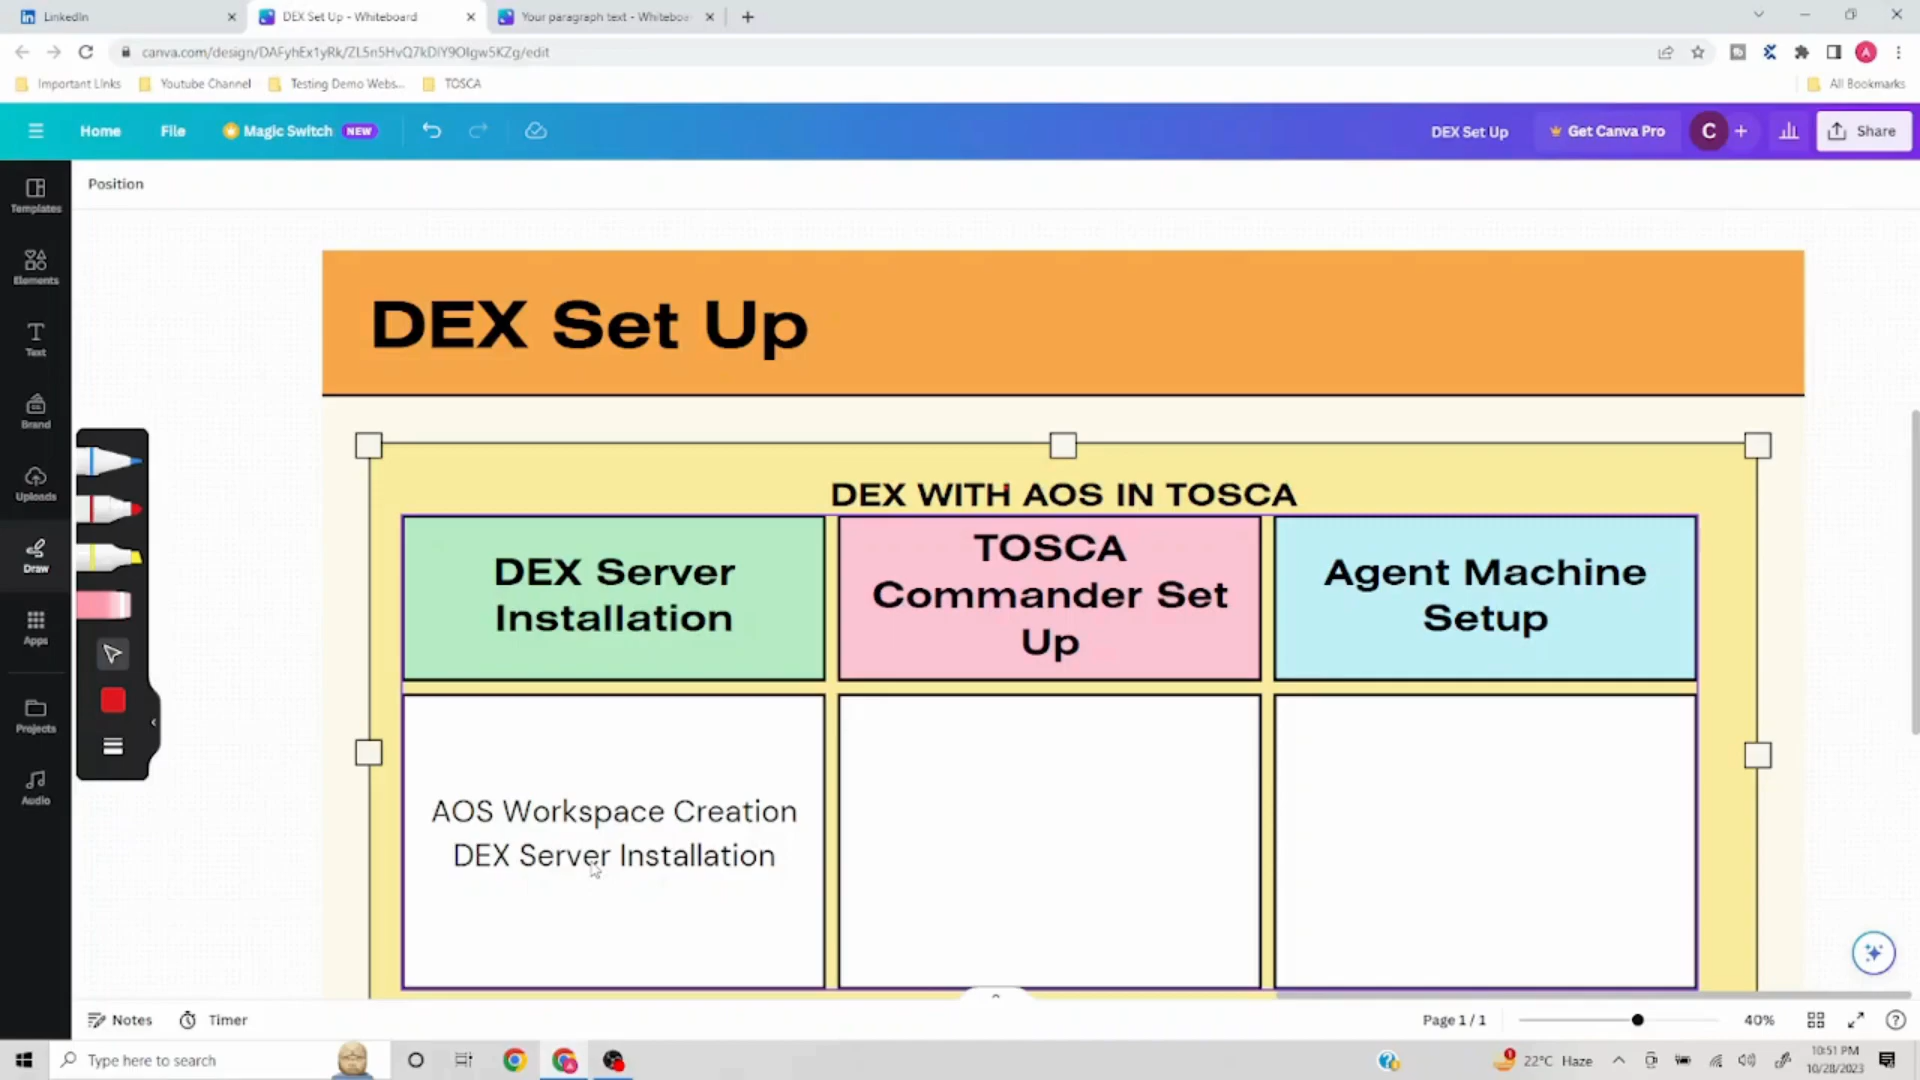 LinkedIn
DEX Set Up - Whiteboard
Your paragraph text - Whiteboa
canva.com/design/DAFyhEx1yRk/ZL5n5HvQ7kDlY9OIgw5KZg/edit
Important Links
Youtube Channel
Testing Demo Webs...
TOSCA
All Bookmarks
A
Home
File
Magic Switch
NEW
DEX Set Up
Get Canva Pro
C
Share
Position
Templates
Elements
Text
Brand
Uploads
Draw
Apps
Projects
Audio
DEX Set Up
DEX WITH AOS IN TOSCA
DEX Server
Installation
TOSCA
Commander Set
Up
Agent Machine
Setup
AOS Workspace Creation
DEX Server Installation
Notes
Timer
Page 1 / 1
40%
Type here to search
1
22°C Haze
10:51 PM
10/28/2023